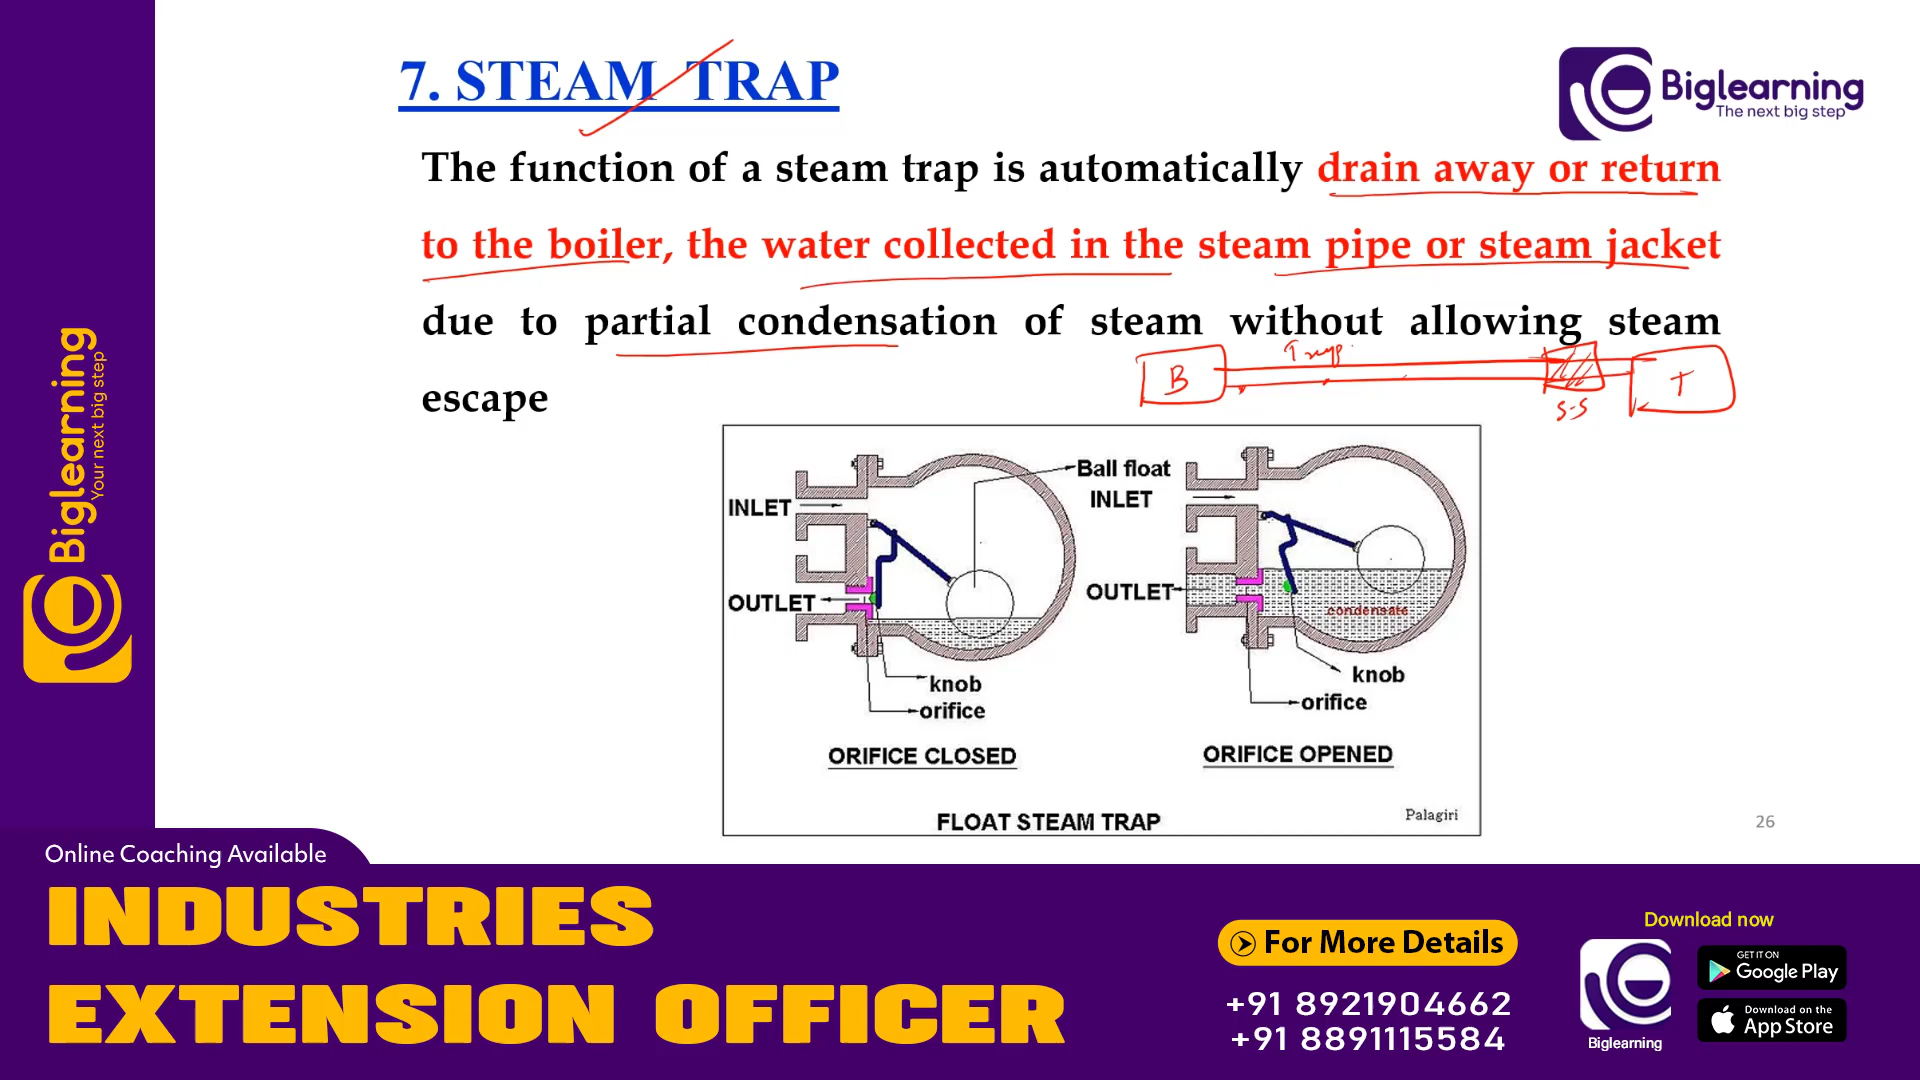 7. STEAM TRAP
Biglearning
The next big step
The function of a steam trap is automatically drain away or return
to the boiler, the water collected in the steam pipe or steam jacket
due to partial condensation of steam without allowing steam
escape
B
T
S-S
Ball float
INLET
INLET
OUTLET
OUTLET
condensate
knob
orifice
knob
orifice
ORIFICE CLOSED
ORIFICE OPENED
FLOAT STEAM TRAP
Palagiri
26
Biglearning
Your next big step
Online Coaching Available
INDUSTRIES
EXTENSION OFFICER
For More Details
+91 8921904662
+91 8891115584
Download now
Biglearning
GET IT ON
Google Play
Download on the
App Store